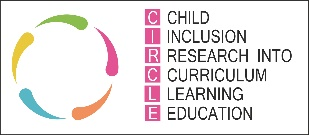 CHILD
INCLUSION
RESEARCH INTO
CURRICULUM
LEARNING
EDUCATION